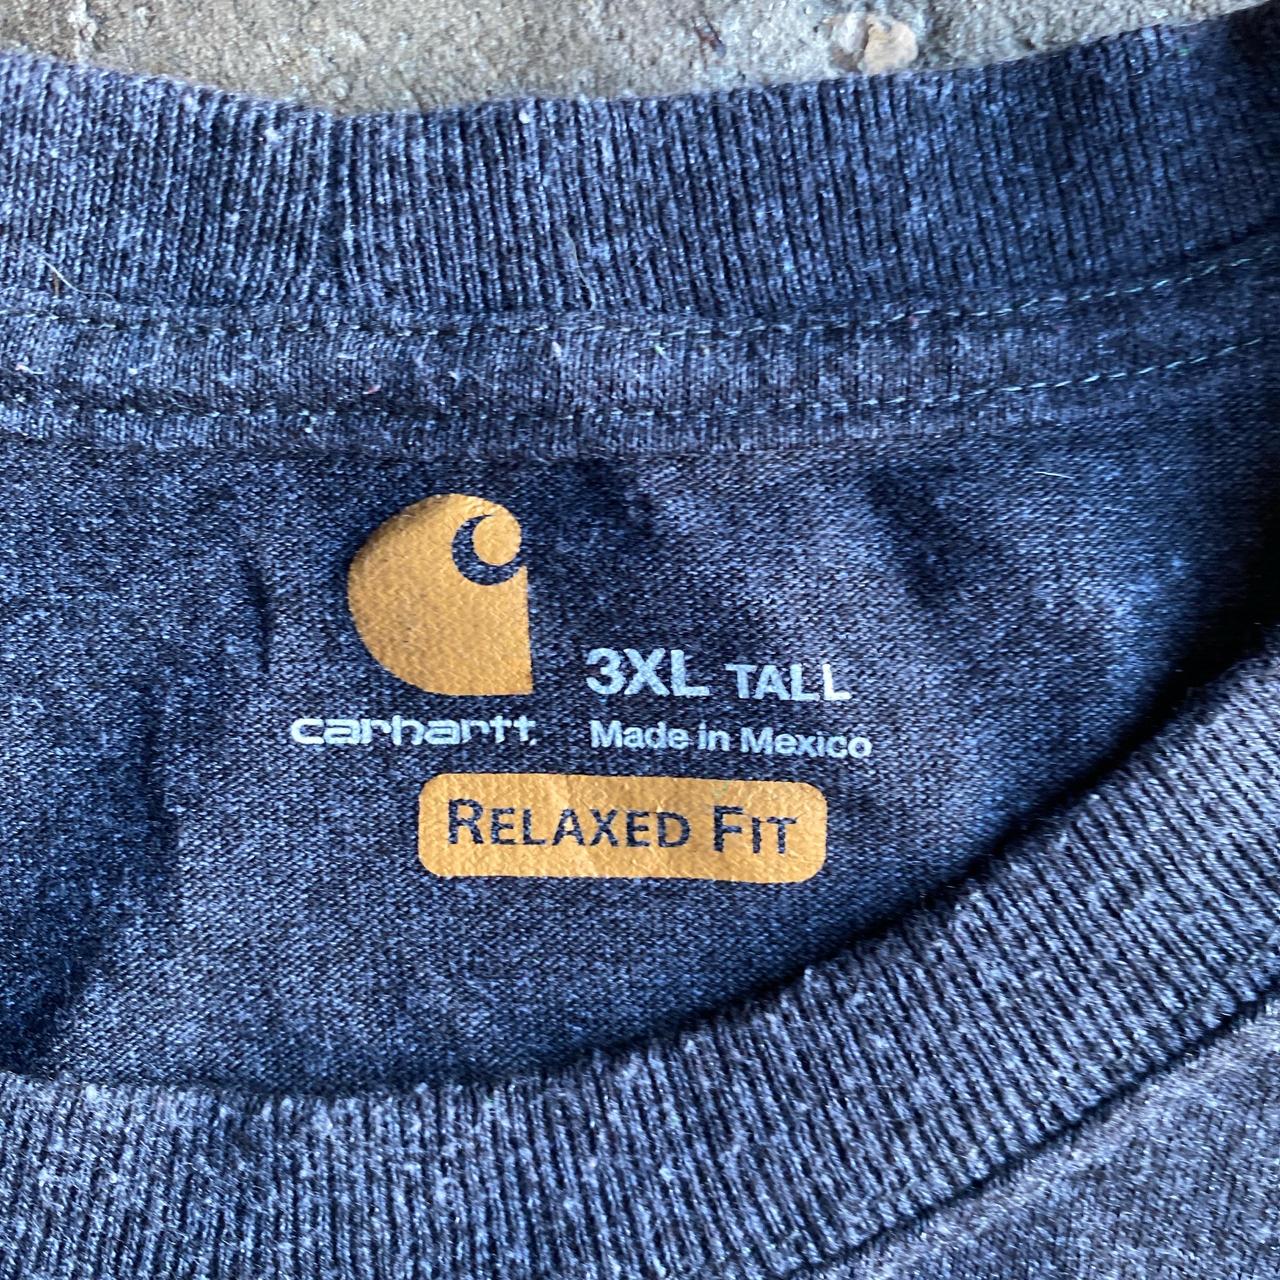 3XL TALL
carhartt
Made in Mexico
RELAXED FIT